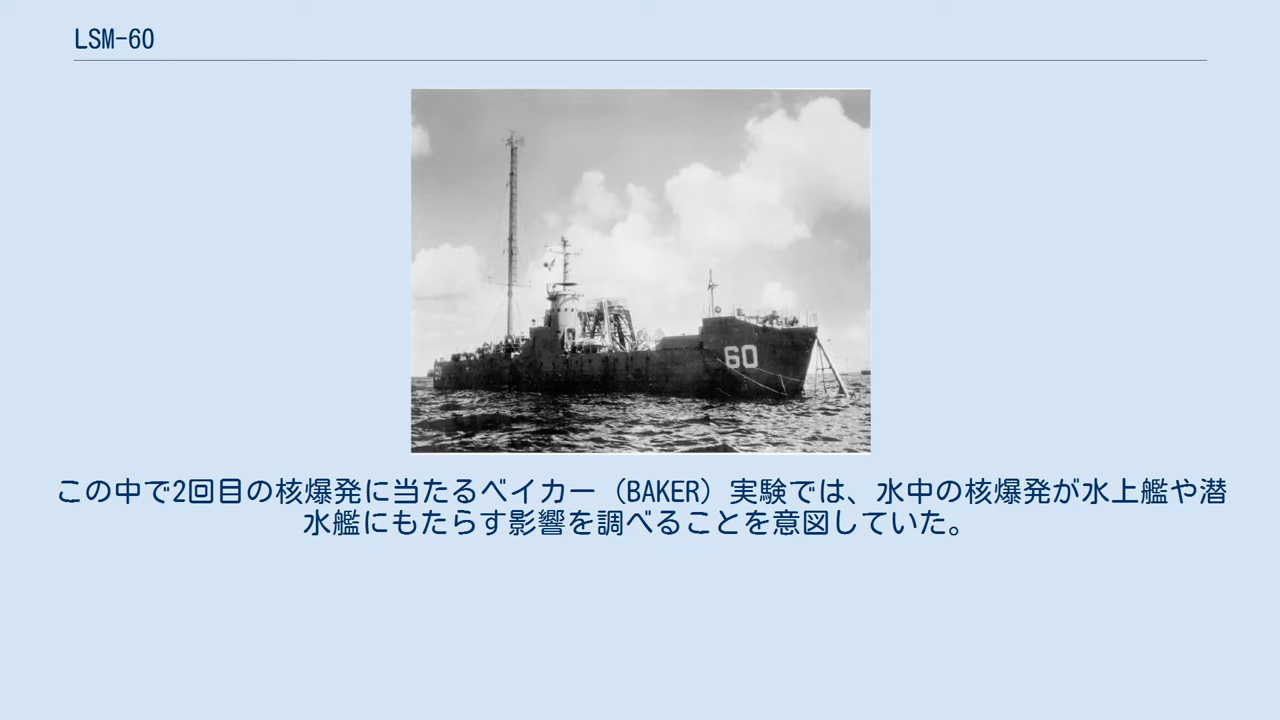 LSM-60
60
この中で2回目の核爆発に当たるベイカー（BAKER）実験では、水中の核爆発が水上艦や潜
水艦にもたらす影響を調べることを意図していた。